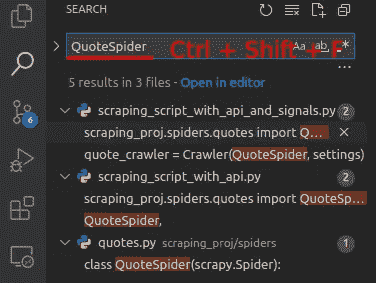 SEARCH
QuoteSpider
Ctrl + Shift + F
Aa ab .*
5 results in 3 files - Open in editor
scraping_script_with_api_and_signals.py 2
scraping_proj.spiders.quotes import Q...
quote_crawler = Crawler(QuoteSpider, settings)
scraping_script_with_api.py 2
scraping_proj.spiders.quotes import QuoteSp...
QuoteSpider,
quotes.py scraping_proj/spiders 1
class QuoteSpider(scrapy.Spider):
6